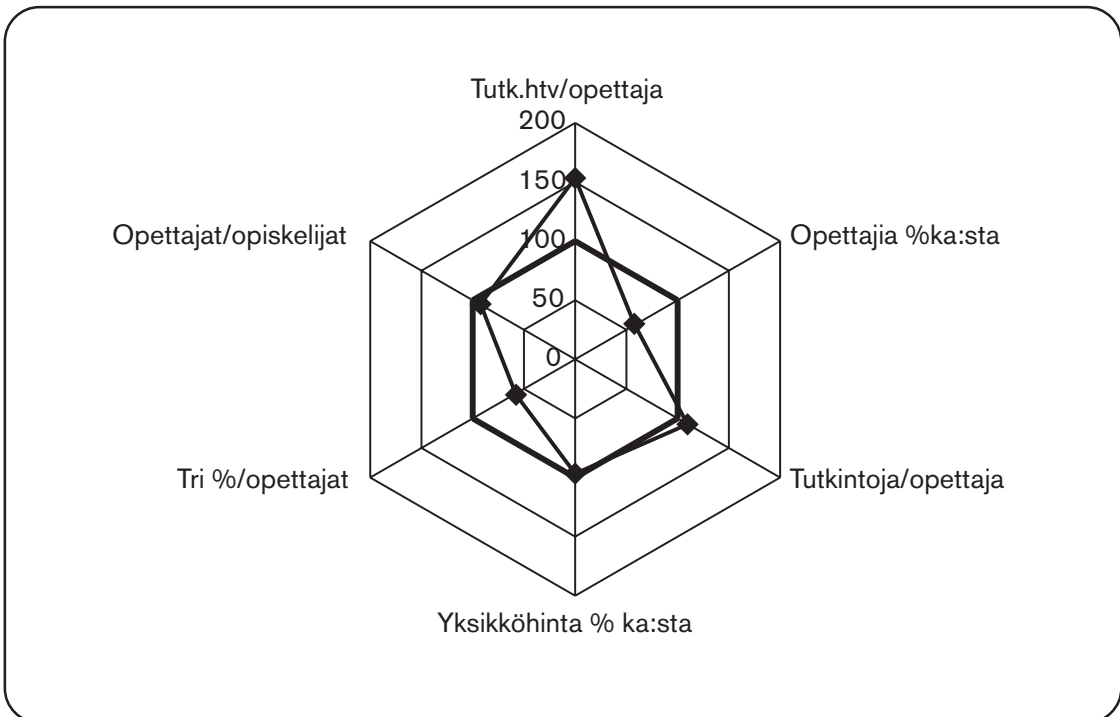 Tutk.htv/opettaja
200
150
Opettajat/opiskelijat
100
Opettajia %ka:sta
50
0
Tri %/opettajat
Tutkintoja/opettaja
Yksikköhinta % ka:sta